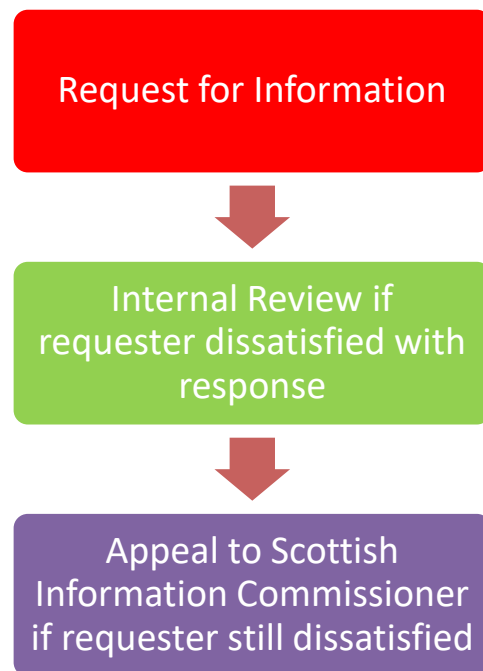 Request for Information
Internal Review if
requester dissatisfied with
response
Appeal to Scottish
Information Commissioner
if requester still dissatisfied